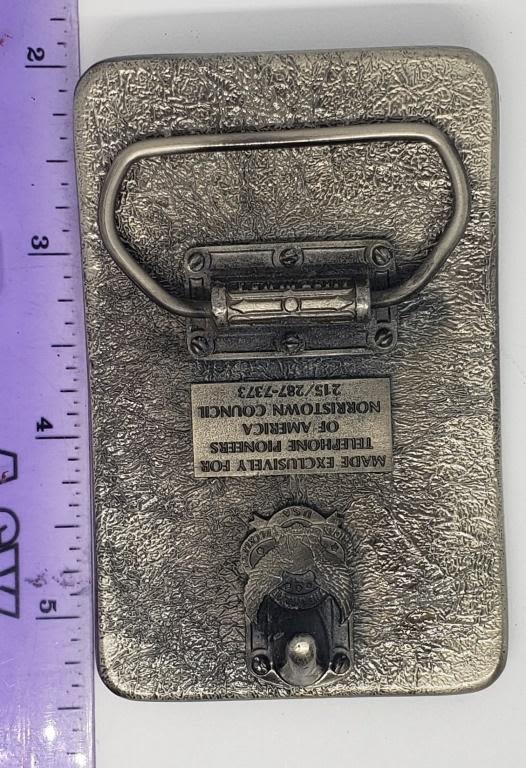 MADE EXCLUSIVELY FOR
TELEPHONE PIONEERS
OF AMERICA
NORRISTOWN COUNCIL
215/287-7373
2
3
4
5